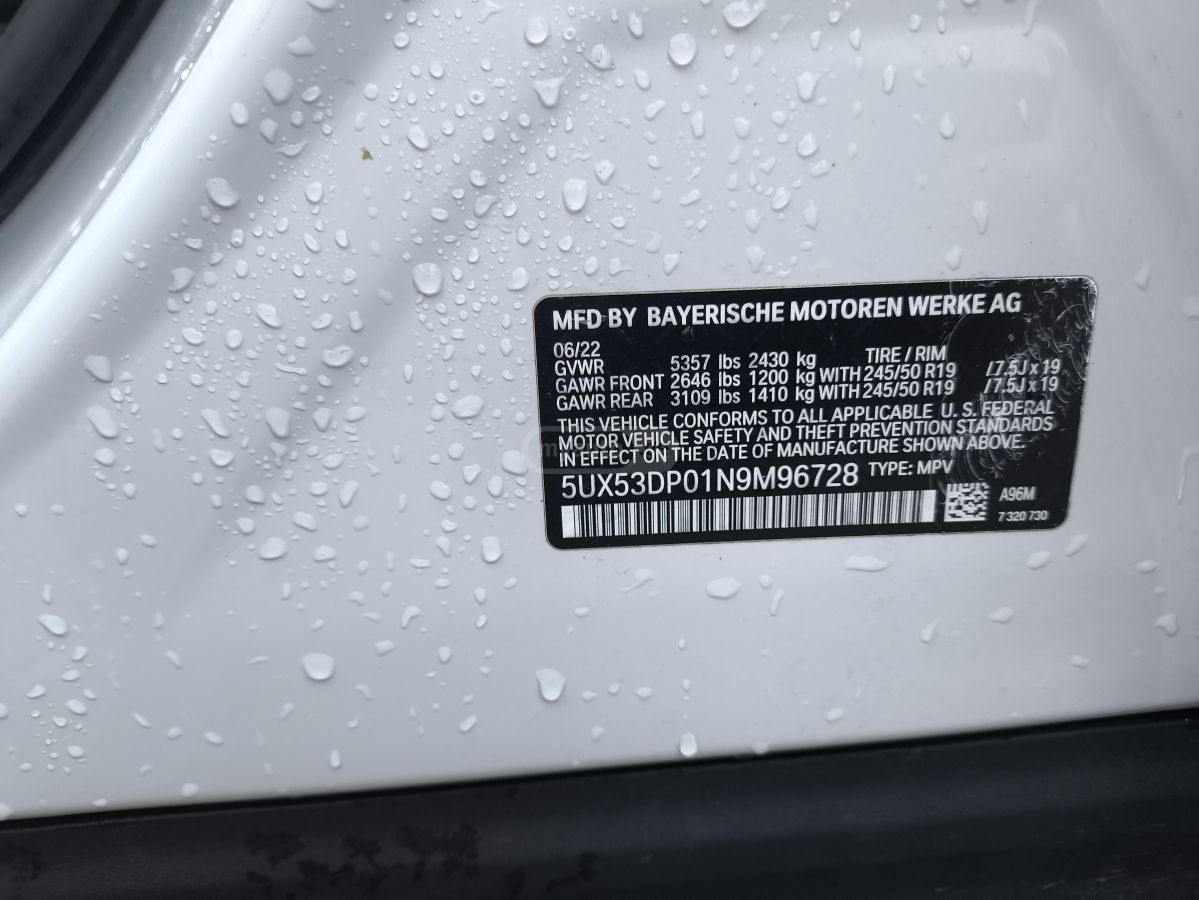 MFD BY BAYERISCHE MOTOREN WERKE AG
06/22 TIRE / RIM
GVWR 5357 lbs 2430 kg
GAWR FRONT 2646 lbs 1200 kg WITH 245/50 R19 /7.5J x 19
GAWR REAR 3109 lbs 1410 kg WITH 245/50 R19 /7.5J x 19
THIS VEHICLE CONFORMS TO ALL APPLICABLE U. S. FEDERAL
MOTOR VEHICLE SAFETY AND THEFT PREVENTION STANDARDS
IN EFFECT ON THE DATE OF MANUFACTURE SHOWN ABOVE.
5UX53DP01N9M96728 TYPE: MPV
A96M
7 320 730